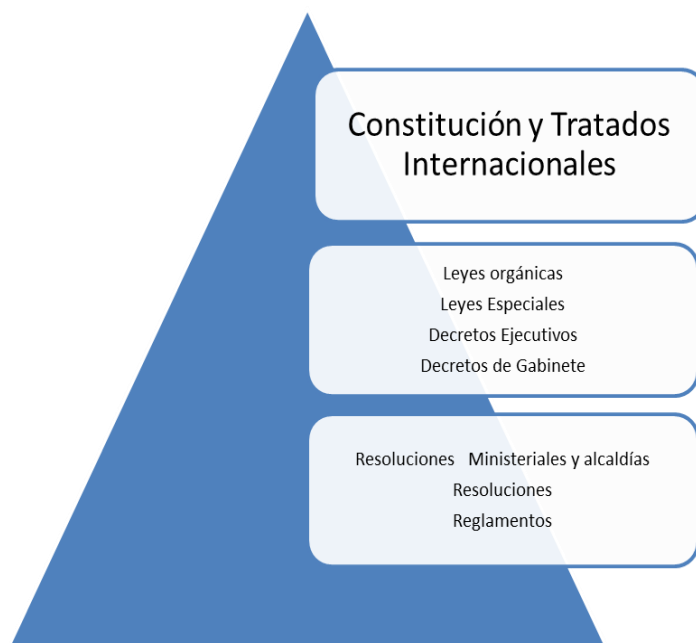 Constitución y Tratados
Internacionales
Leyes orgánicas
Leyes Especiales
Decretos Ejecutivos
Decretos de Gabinete
Resoluciones Ministeriales y alcaldías
Resoluciones
Reglamentos